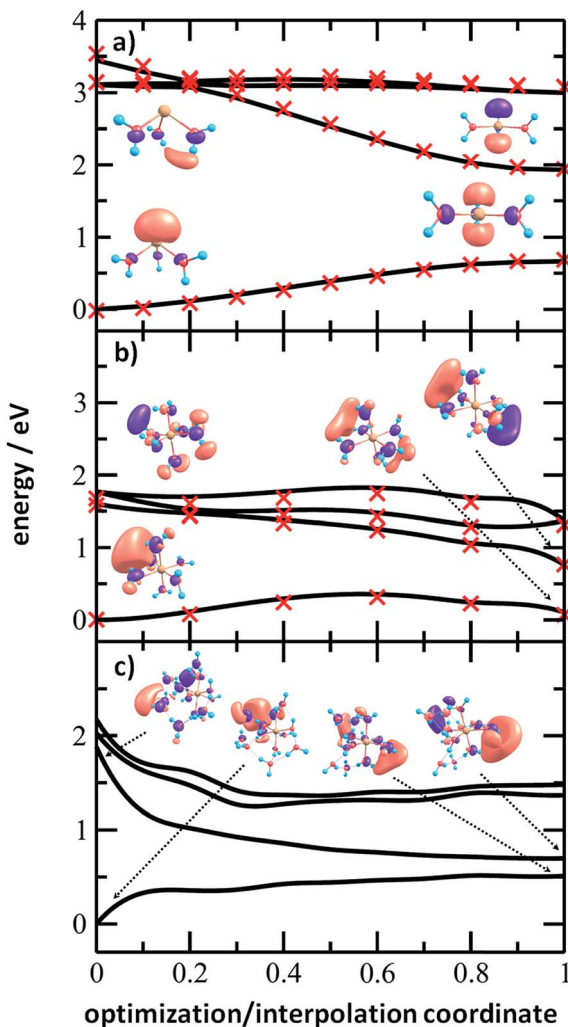 4
a)
3
2
1
0
b)
3
2
1
0
c)
2
1
0
energy / eV
0 0.2 0.4 0.6 0.8 1
optimization/interpolation coordinate